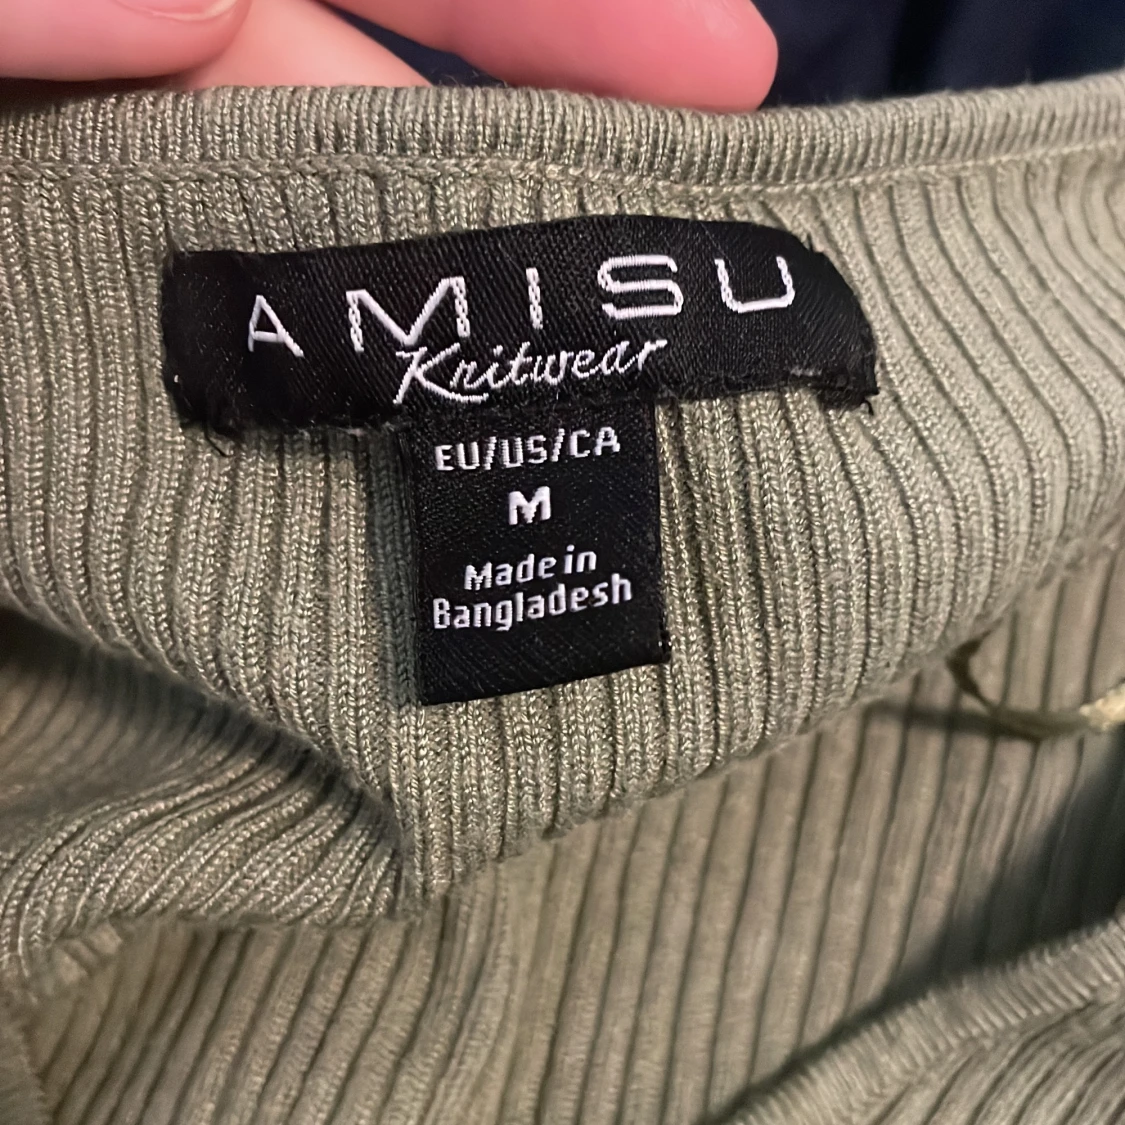 AMISU
Knitwear
EU/US/CA
M
Made in
Bangladesh